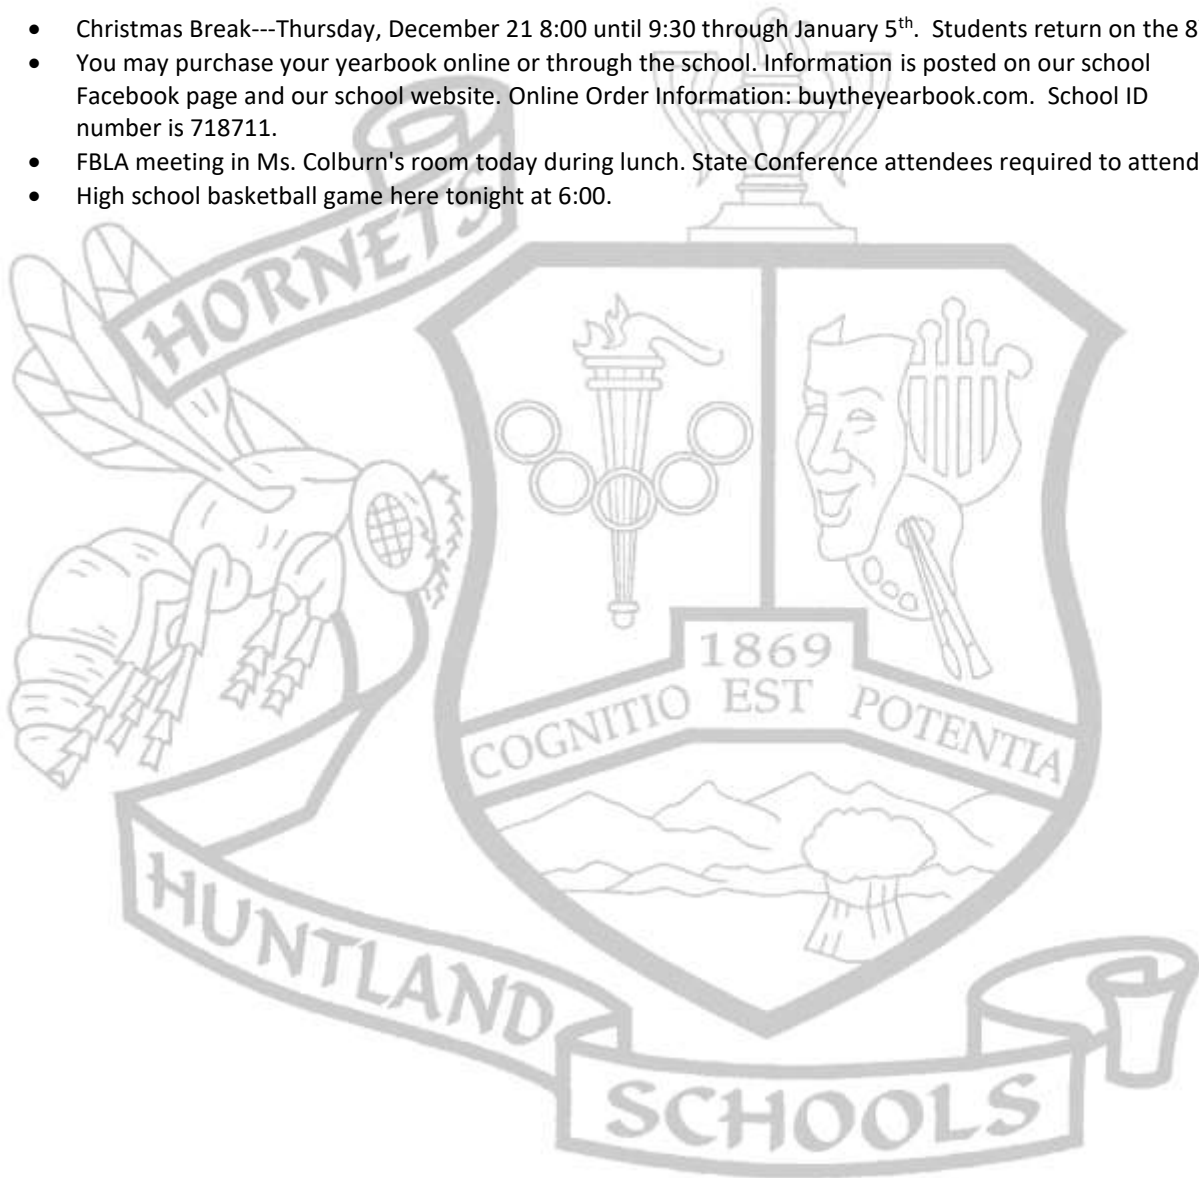 • Christmas Break---Thursday, December 21 8:00 until 9:30 through January 5th. Students return on the 8
• You may purchase your yearbook online or through the school. Information is posted on our school
Facebook page and our school website. Online Order Information: buytheyearbook.com. School ID
number is 718711.
• FBLA meeting in Ms. Colburn's room today during lunch. State Conference attendees required to attend
• High school basketball game here tonight at 6:00.
HORNETS
1869
COGNITIO EST POTENTIA
HUNTLAND
SCHOOLS